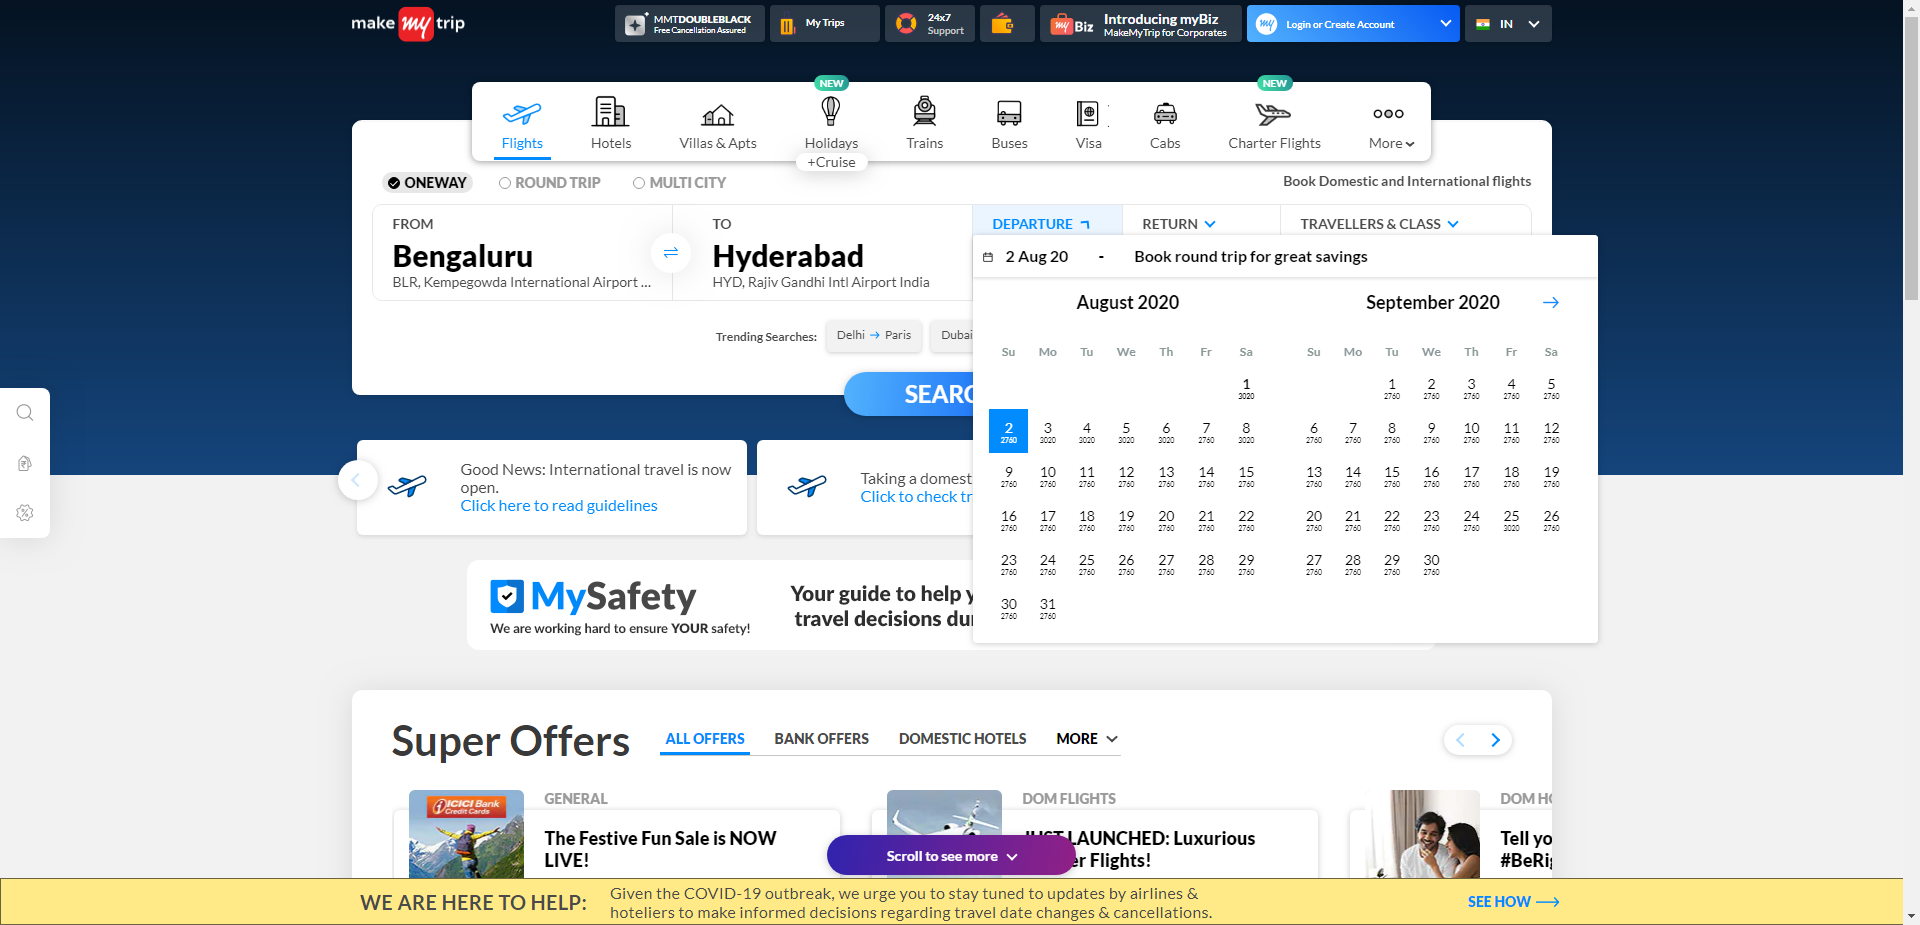 make my trip
MMTDOUBLEBLACK
Free Cancellation Assured
My Trips
24x7
Support
my Biz
Introducing myBiz
MakeMyTrip for Corporates
my
Login or Create Account
IN
NEW
NEW
Flights
Hotels
Villas & Apts
Holidays
+Cruise
Trains
Buses
Visa
Cabs
Charter Flights
More
ONEWAY
ROUND TRIP
MULTI CITY
Book Domestic and International flights
FROM
Bengaluru
BLR, Kempegowda International Airport ...
TO
Hyderabad
HYD, Rajiv Gandhi Intl Airport India
DEPARTURE
RETURN
TRAVELLERS & CLASS
2 Aug 20 - Book round trip for great savings
August 2020
Su Mo Tu We Th Fr Sa
1
3020
2 3 4 5 6 7 8
2760 3020 3020 3020 3020 2760 3020
9 10 11 12 13 14 15
2760 2760 2760 2760 2760 2760 2760
16 17 18 19 20 21 22
2760 2760 2760 2760 2760 2760 2760
23 24 25 26 27 28 29
2760 2760 2760 2760 2760 2760 2760
30 31
2760 2760
September 2020
Su Mo Tu We Th Fr Sa
1 2 3 4 5
2760 2760 2760 2760 2760
6 7 8 9 10 11 12
2760 2760 2760 2760 2760 2760 2760
13 14 15 16 17 18 19
2760 2760 2760 2760 2760 2760 2760
20 21 22 23 24 25 26
2760 2760 2760 2760 2760 3020 2760
27 28 29 30
2760 2760 2760 2760
Trending Searches:
Delhi → Paris
Dubai
SEARC
Good News: International travel is now
open.
Click here to read guidelines
Taking a domest
Click to check tr
MySafety
We are working hard to ensure YOUR safety!
Your guide to help y
travel decisions du
Super Offers
ALL OFFERS
BANK OFFERS
DOMESTIC HOTELS
MORE
ICICI Bank
Credit Cards
GENERAL
The Festive Fun Sale is NOW
LIVE!
DOM FLIGHTS
JUST LAUNCHED: Luxurious
er Flights!
DOM HO
Tell yo
#BeRig
Scroll to see more
WE ARE HERE TO HELP:
Given the COVID-19 outbreak, we urge you to stay tuned to updates by airlines &
hoteliers to make informed decisions regarding travel date changes & cancellations.
SEE HOW